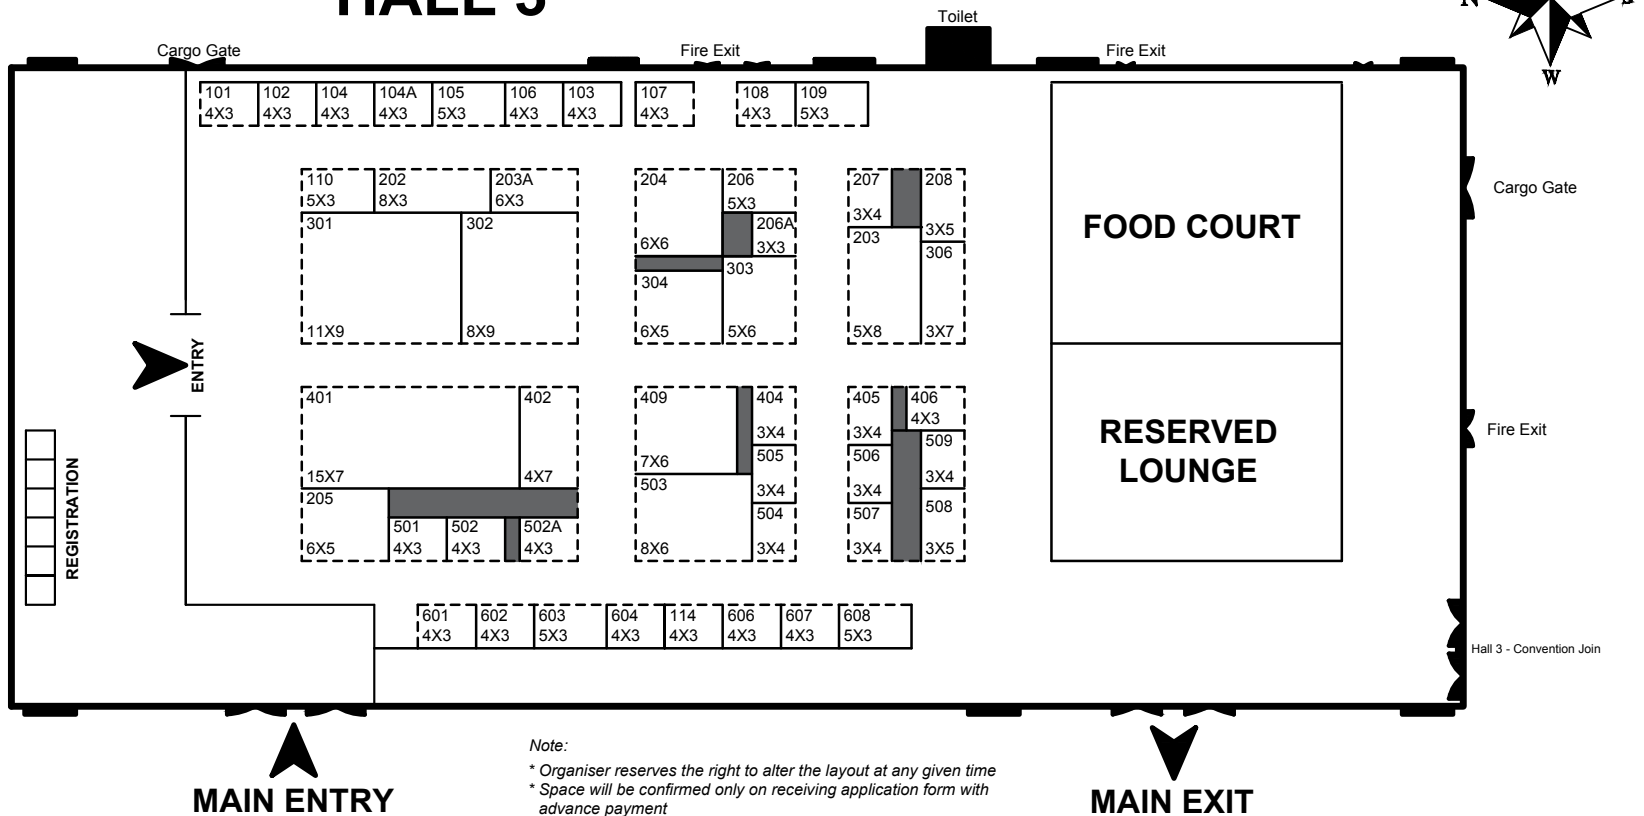 HALL 3
Toilet
N
S
W
Cargo Gate
Fire Exit
Fire Exit
101
4X3
102
4X3
104
4X3
104A
4X3
105
5X3
106
4X3
103
4X3
107
4X3
108
4X3
109
5X3
110
5X3
202
8X3
203A
6X3
301
11X9
302
8X9
204
6X6
206
5X3
206A
3X3
304
6X5
303
5X6
207
3X4
208
3X5
203
5X8
306
3X7
FOOD COURT
Cargo Gate
ENTRY
401
15X7
402
4X7
205
6X5
501
4X3
502
4X3
502A
4X3
409
7X6
404
3X4
505
3X4
503
8X6
504
3X4
405
3X4
406
4X3
506
3X4
509
3X4
507
3X4
508
3X5
RESERVED
LOUNGE
Fire Exit
REGISTRATION
601
4X3
602
4X3
603
5X3
604
4X3
114
4X3
606
4X3
607
4X3
608
5X3
Hall 3 - Convention Join
MAIN ENTRY
Note:
* Organiser reserves the right to alter the layout at any given time
* Space will be confirmed only on receiving application form with
advance payment
MAIN EXIT